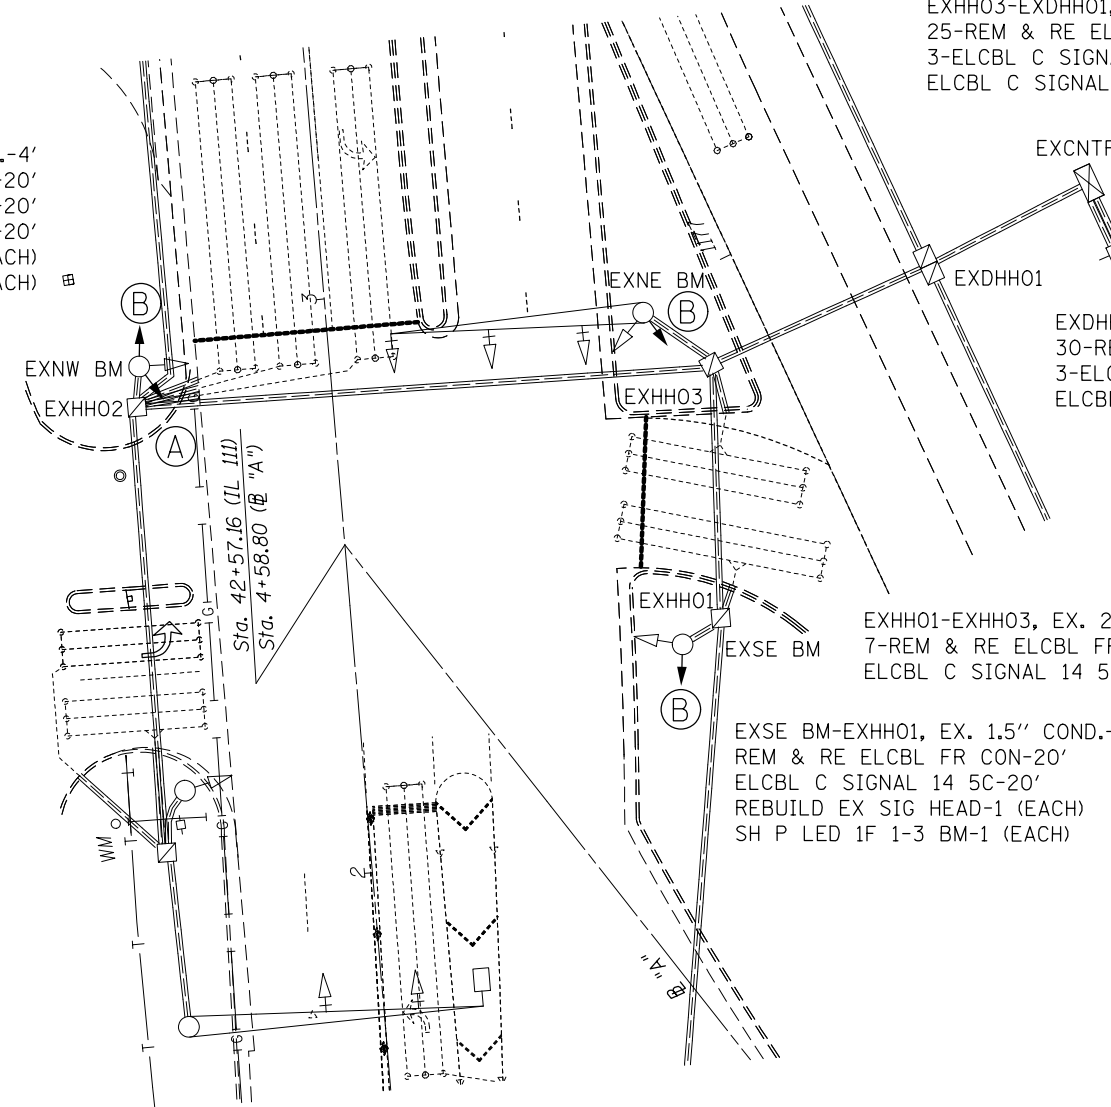 EXHH03-EXDHH01,
25-REM & RE EL
3-ELCBL C SIGN
ELCBL C SIGNAL
.-4'
-20'
-20'
-20'
ACH)
ACH)
EXCNTR
B
EXNE BM
B
EXDHH01
3
EXNW BM
EXHH02
EXHH03
A
30-RE
ELCBL
Sta. 42+57.16 (IL 111)
Sta. 4+58.80 (℄ "A")
G
EXHH01
EXSE BM
B
EXHH01-EXHH03, EX. 2
7-REM & RE ELCBL FR
ELCBL C SIGNAL 14 5
EXSE BM-EXHH01, EX. 1.5'' COND.-
REM & RE ELCBL FR CON-20'
ELCBL C SIGNAL 14 5C-20'
REBUILD EX SIG HEAD-1 (EACH)
SH P LED 1F 1-3 BM-1 (EACH)
WM
T
T
G
2
T
"A"
T
G